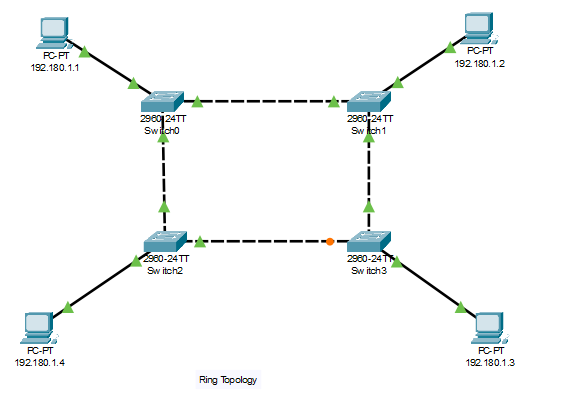 PC-PT
192.180.1.1
PC-PT
192.180.1.2
2960-24TT
Switch0
2960-24TT
Switch1
2960-24TT
Switch2
2960-24TT
Switch3
PC-PT
192.180.1.4
PC-PT
192.180.1.3
Ring Topology